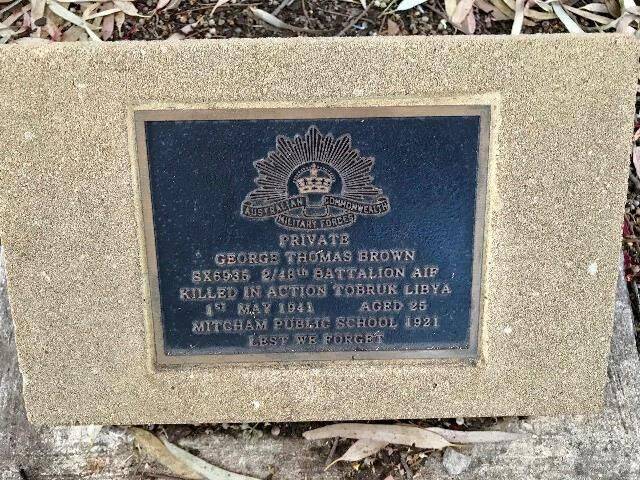 AUSTRALIAN COMMONWEALTH
MILITARY FORCES
PRIVATE
GEORGE THOMAS BROWN
SX6935 2/48th BATTALION AIF
KILLED IN ACTION TOBRUK LIBYA
1ST MAY 1941 AGED 25
MITCHAM PUBLIC SCHOOL 1921
LEST WE FORGET